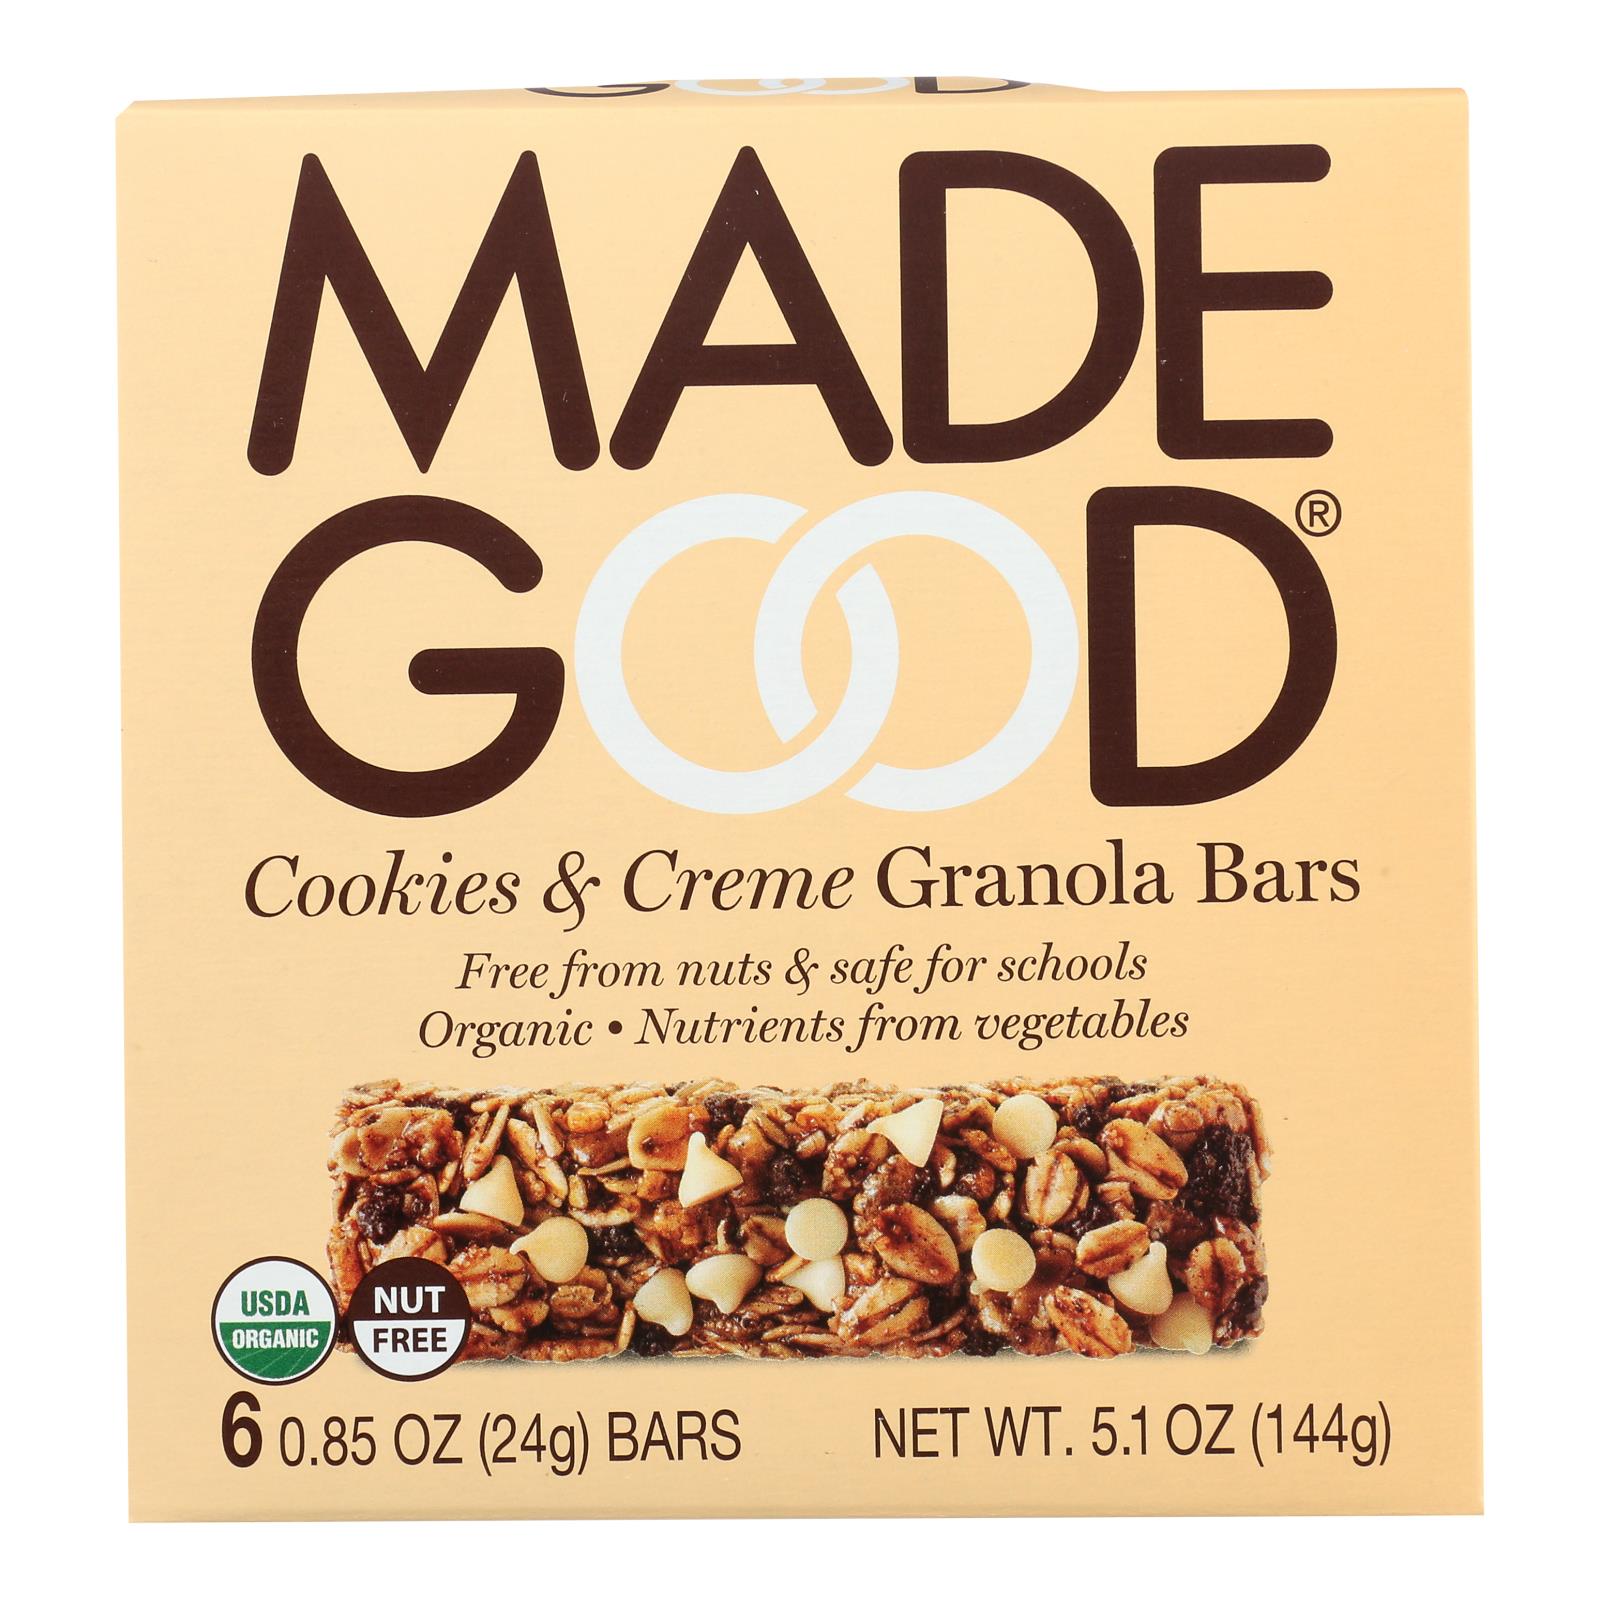 GOOD
MADE
GOOD®
Cookies & Creme Granola Bars
Free from nuts & safe for schools
Organic • Nutrients from vegetables
USDA
ORGANIC
NUT
FREE
6 0.85 OZ (24g) BARS
NET WT. 5.1 OZ (144g)